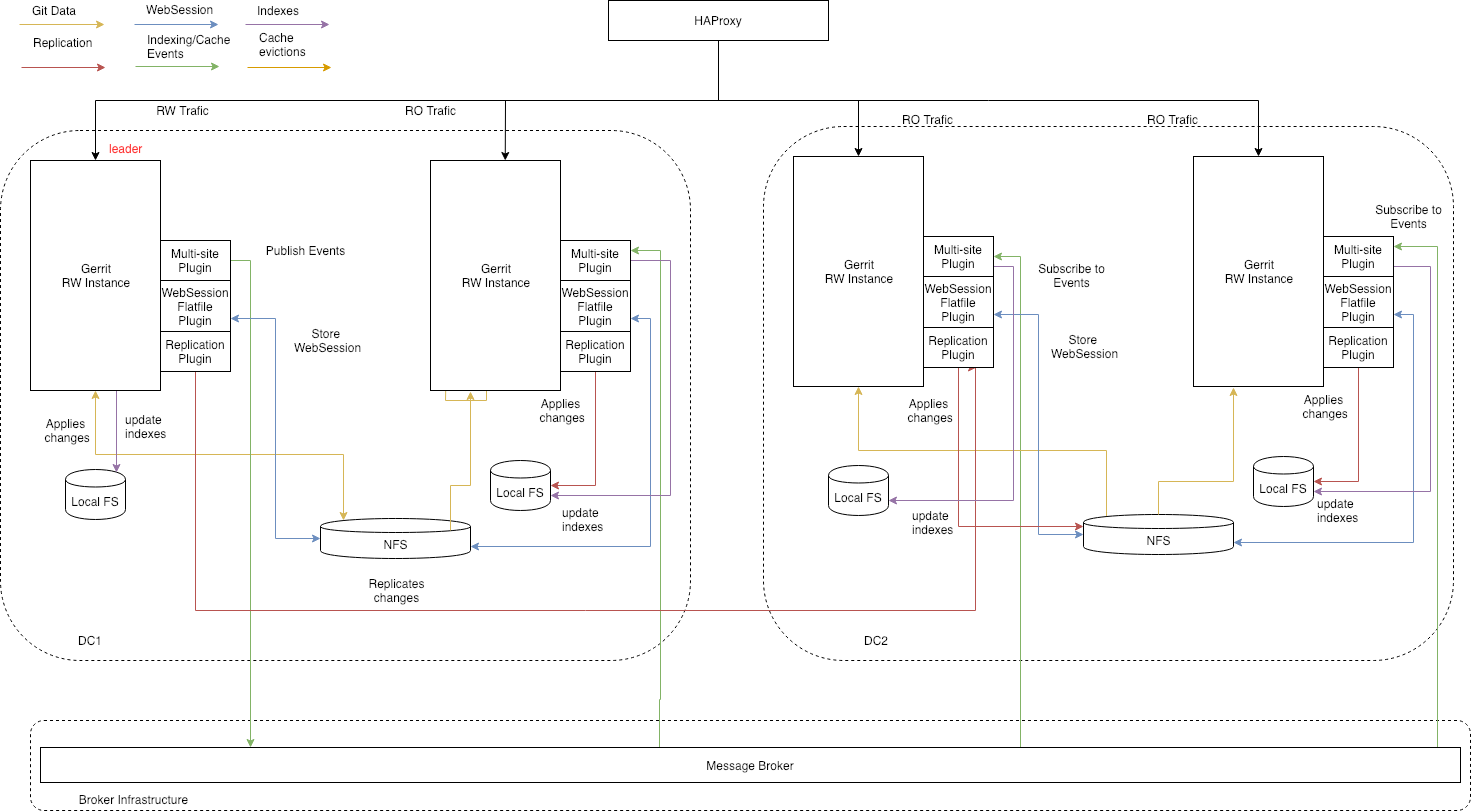 Git Data
WebSession
Indexes
Replication
Indexing/Cache
Events
Cache
evictions
HAProxy
RW Trafic
RO Trafic
RO Trafic
RO Trafic
leader
Gerrit
RW Instance
Multi-site
Plugin
WebSession
Flatfile
Plugin
Replication
Plugin
Publish Events
Store
WebSession
Applies
changes
update
indexes
Local FS
Gerrit
RW Instance
Multi-site
Plugin
WebSession
Flatfile
Plugin
Replication
Plugin
Applies
changes
Local FS
update
indexes
NFS
Replicates
changes
DC1
Gerrit
RW Instance
Multi-site
Plugin
WebSession
Flatfile
Plugin
Replication
Plugin
Subscribe to
Events
Store
WebSession
Applies
changes
Local FS
update
indexes
NFS
Gerrit
RW Instance
Subscribe to
Events
Multi-site
Plugin
WebSession
Flatfile
Plugin
Replication
Plugin
Applies
changes
Local FS
update
indexes
DC2
Message Broker
Broker Infrastructure